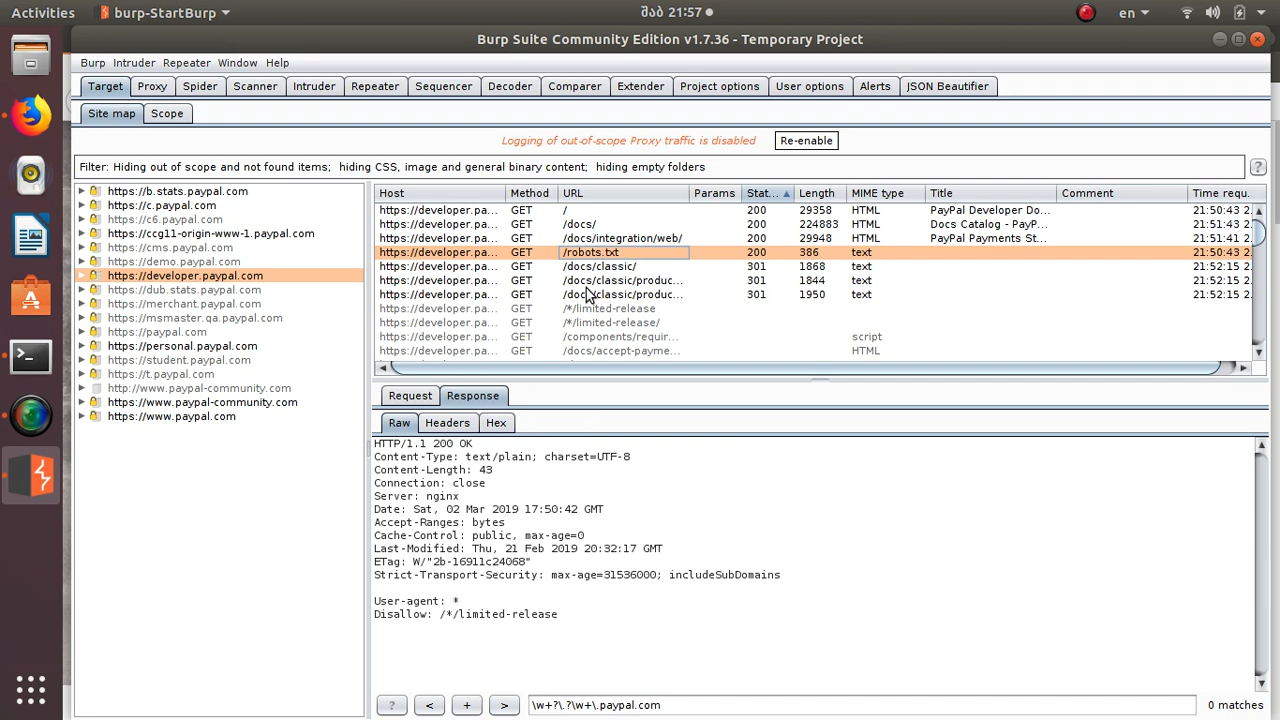 Activities burp-StartBurp შაბ 21:57 en
Burp Suite Community Edition v1.7.36 - Temporary Project
Burp Intruder Repeater Window Help
Target Proxy Spider Scanner Intruder Repeater Sequencer Decoder Comparer Extender Project options User options Alerts JSON Beautifier
Site map Scope
Logging of out-of-scope Proxy traffic is disabled Re-enable
Filter: Hiding out of scope and not found items; hiding CSS, image and general binary content; hiding empty folders ?
https://b.stats.paypal.com
https://c.paypal.com
https://c6.paypal.com
https://ccg11-origin-www-1.paypal.com
https://cms.paypal.com
https://demo.paypal.com
https://developer.paypal.com
https://dub.stats.paypal.com
https://merchant.paypal.com
https://msmaster.qa.paypal.com
https://paypal.com
https://personal.paypal.com
https://student.paypal.com
https://t.paypal.com
http://www.paypal-community.com
https://www.paypal-community.com
https://www.paypal.com
Host Method URL Params Stat... Length MIME type Title Comment Time requ.
https://developer.pa... GET / 200 29358 HTML PayPal Developer Do... 21:50:43 2.
https://developer.pa... GET /docs/ 200 224883 HTML Docs Catalog - PayP... 21:51:41 2.
https://developer.pa... GET /docs/integration/web/ 200 29948 HTML PayPal Payments St... 21:51:41 2.
https://developer.pa... GET /robots.txt 200 386 text 21:50:43 2.
https://developer.pa... GET /docs/classic/ 301 1868 text 21:52:15 2.
https://developer.pa... GET /docs/classic/produc... 301 1844 text 21:52:15 2.
https://developer.pa... GET /docs/classic/produc... 301 1950 text 21:52:15 2.
https://developer.pa... GET /*/limited-release
https://developer.pa... GET /*/limited-release/
https://developer.pa... GET /components/requir... script
https://developer.pa... GET /docs/accept-payme... HTML
Request Response
Raw Headers Hex
HTTP/1.1 200 OK
Content-Type: text/plain; charset=UTF-8
Content-Length: 43
Connection: close
Server: nginx
Date: Sat, 02 Mar 2019 17:50:42 GMT
Accept-Ranges: bytes
Cache-Control: public, max-age=0
Last-Modified: Thu, 21 Feb 2019 20:32:17 GMT
ETag: W/"2b-16911c24068"
Strict-Transport-Security: max-age=31536000; includeSubDomains
User-agent: *
Disallow: /*/limited-release
? < + > \w+?\.?\w+\.paypal.com 0 matches